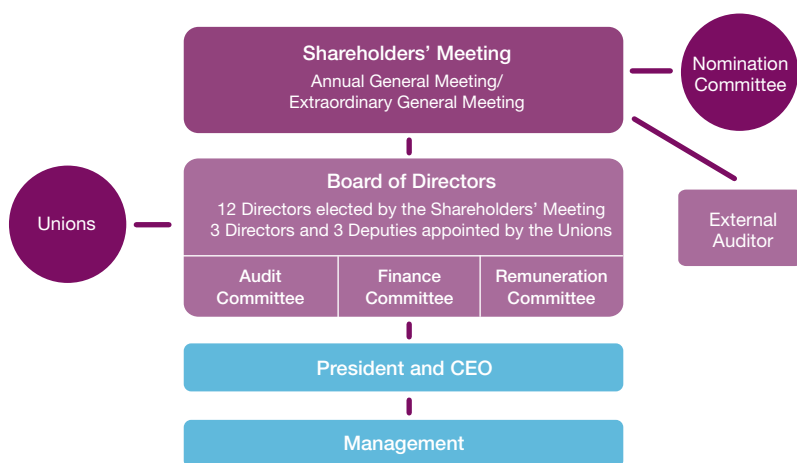 Shareholders' Meeting
Annual General Meeting/
Extraordinary General Meeting
Nomination
Committee
Board of Directors
12 Directors elected by the Shareholders' Meeting
3 Directors and 3 Deputies appointed by the Unions
Unions
External
Auditor
Audit
Committee
Finance
Committee
Remuneration
Committee
President and CEO
Management